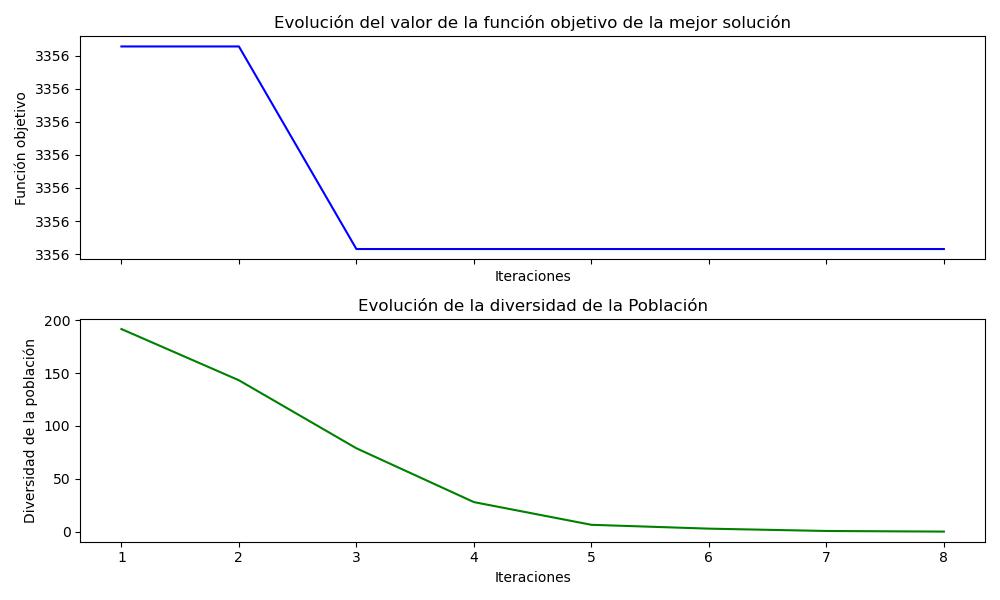 Evolución del valor de la función objetivo de la mejor solución
3356
3356
3356
3356
3356
3356
3356
Función objetivo
Iteraciones
Evolución de la diversidad de la Población
200
150
100
50
0
Diversidad de la población
1 2 3 4 5 6 7 8
Iteraciones